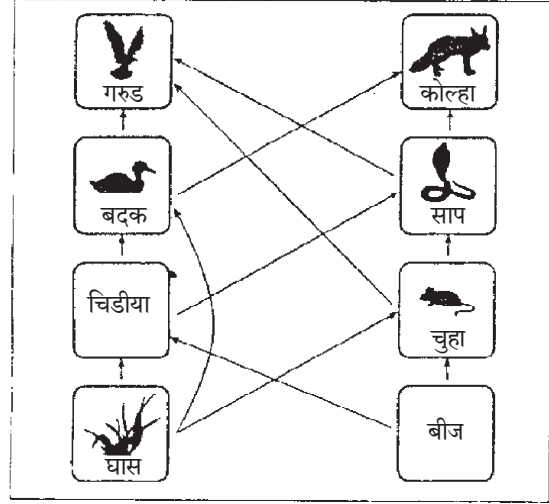 गरुड
कोल्हा
बदक
साप
चिडीया
चुहा
घास
बीज